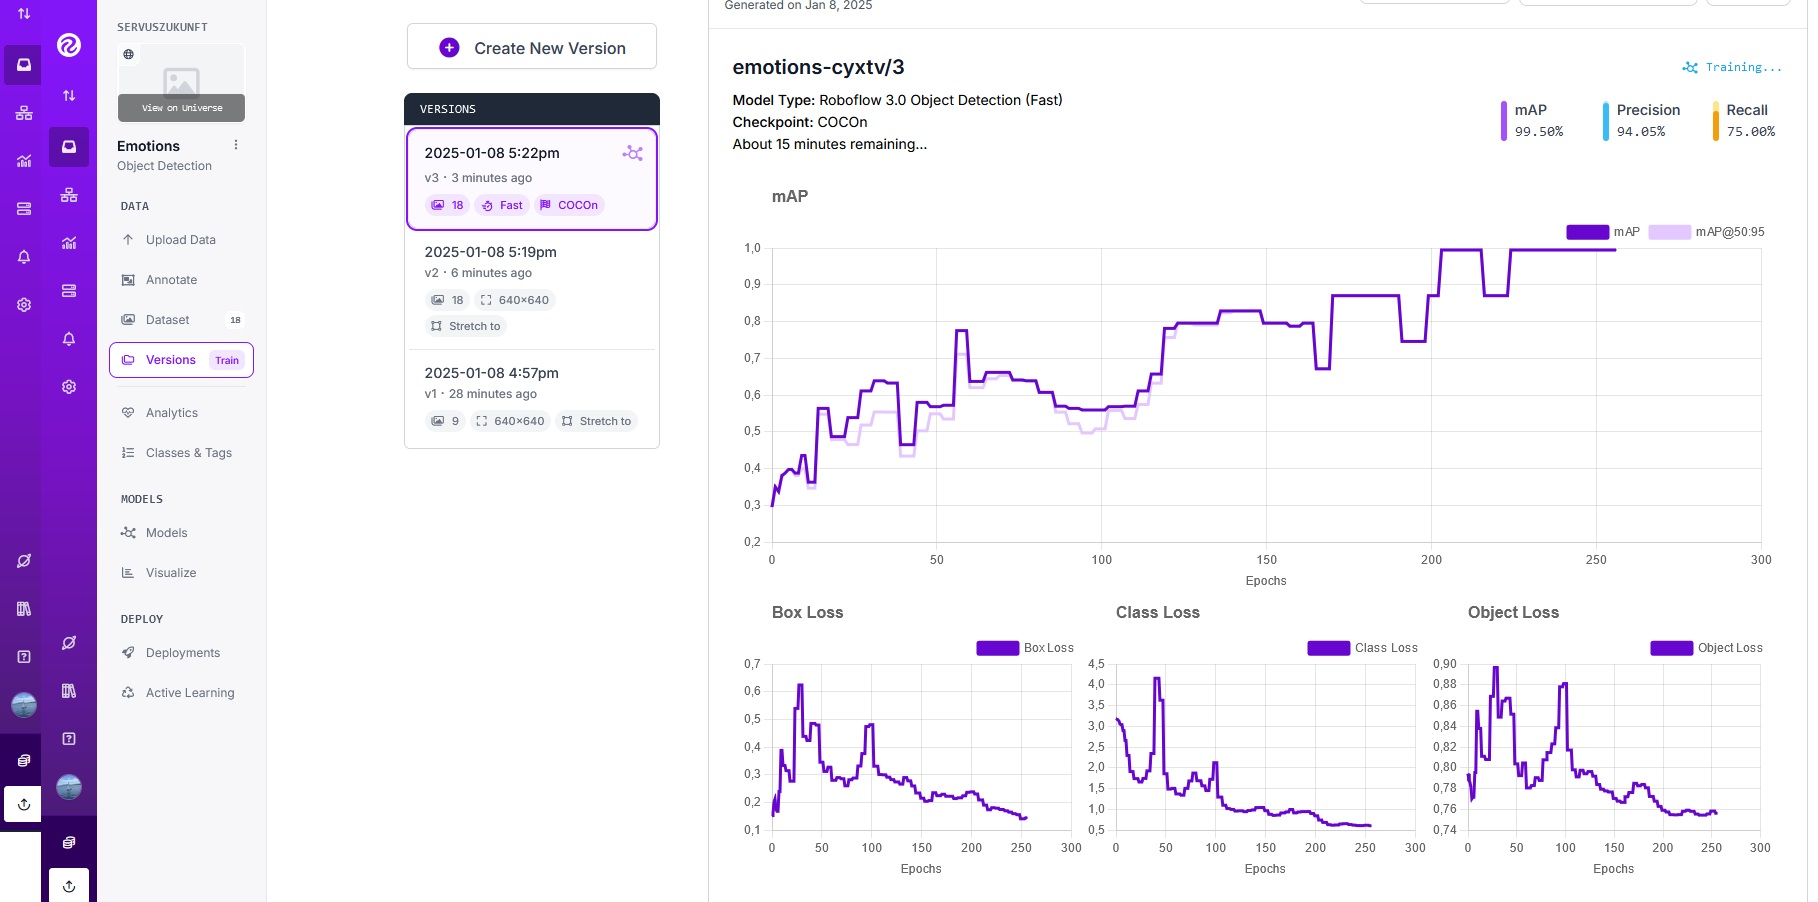 SERVUSZUKUNFT
View on Universe
Emotions
Object Detection
DATA
Upload Data
Annotate
Dataset 18
Versions Train
Analytics
Classes & Tags
MODELS
Models
Visualize
DEPLOY
Deployments
Active Learning
Create New Version
VERSIONS
2025-01-08 5:22pm
v3 · 3 minutes ago
18 Fast COCOn
2025-01-08 5:19pm
v2 · 6 minutes ago
18 640×640
Stretch to
2025-01-08 4:57pm
v1 · 28 minutes ago
9 640×640 Stretch to
Generated on Jan 8, 2025
emotions-cyxtv/3
Training...
Model Type: Roboflow 3.0 Object Detection (Fast)
Checkpoint: COCOn
About 15 minutes remaining...
mAP Precision Recall
99.50% 94.05% 75.00%
mAP
mAP mAP@50:95
1,0
0,9
0,8
0,7
0,6
0,5
0,4
0,3
0,2
0 50 100 150 200 250 300
Epochs
Box Loss
Box Loss
0,7
0,6
0,5
0,4
0,3
0,2
0,1
0 50 100 150 200 250 300
Epochs
Class Loss
Class Loss
4,5
4,0
3,5
3,0
2,5
2,0
1,5
1,0
0,5
0 50 100 150 200 250 300
Epochs
Object Loss
Object Loss
0,90
0,88
0,86
0,84
0,82
0,80
0,78
0,76
0,74
0 50 100 150 200 250 300
Epochs